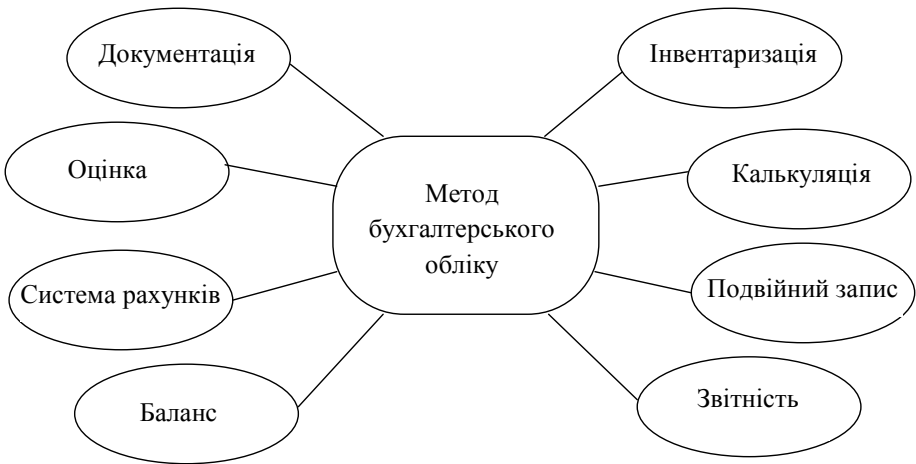 Документація
Інвентаризація
Оцінка
Калькуляція
Метод
бухгалтерського
обліку
Система рахунків
Подвійний запис
Баланс
Звітність